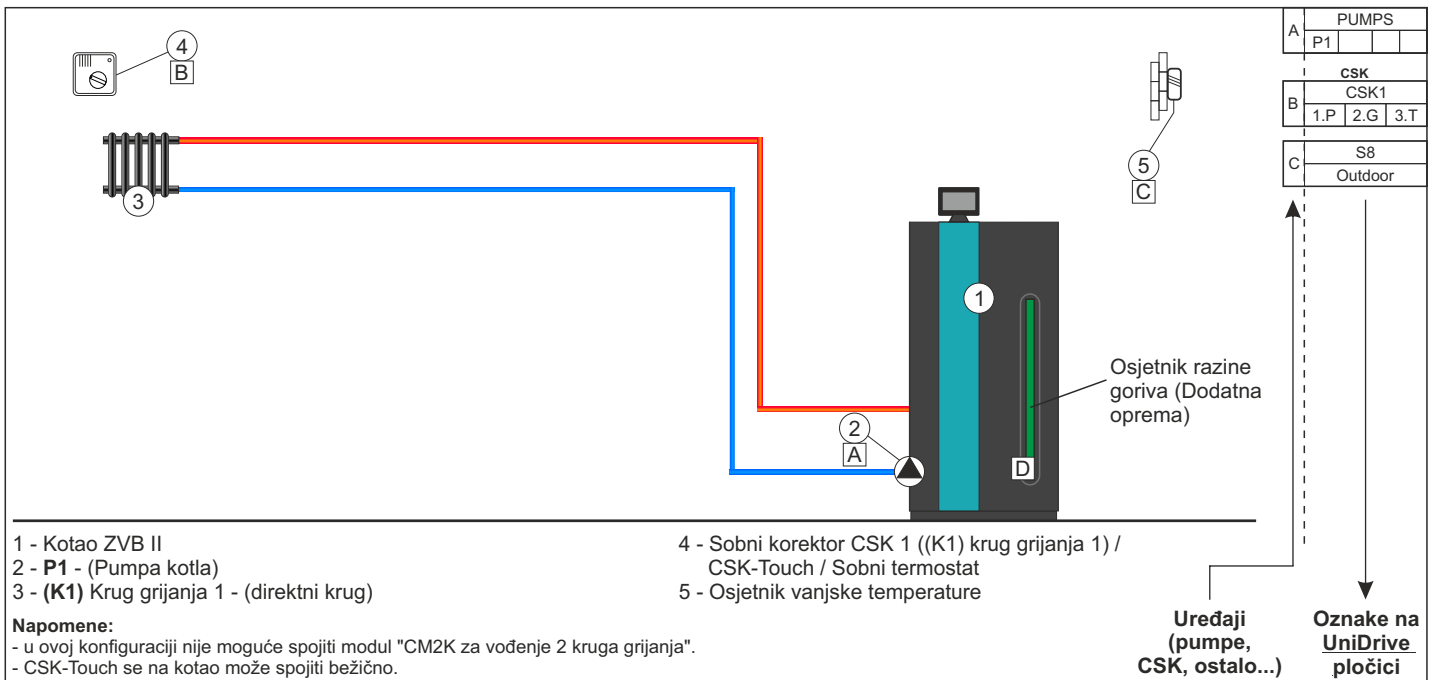 4
B
5
C
3
1
2
A
D
Osjetnik razine
goriva (Dodatna
oprema)
A
PUMPS
P1
CSK
B
CSK1
1.P 2.G 3.T
C
S8
Outdoor
1 - Kotao ZVB II
2 - P1 - (Pumpa kotla)
3 - (K1) Krug grijanja 1 - (direktni krug)
4 - Sobni korektor CSK 1 ((K1) krug grijanja 1) /
CSK-Touch / Sobni termostat
5 - Osjetnik vanjske temperature
Napomene:
- u ovoj konfiguraciji nije moguće spojiti modul "CM2K za vođenje 2 kruga grijanja".
- CSK-Touch se na kotao može spojiti bežično.
Uređaji
(pumpe,
CSK, ostalo...)
Oznake na
UniDrive
pločici